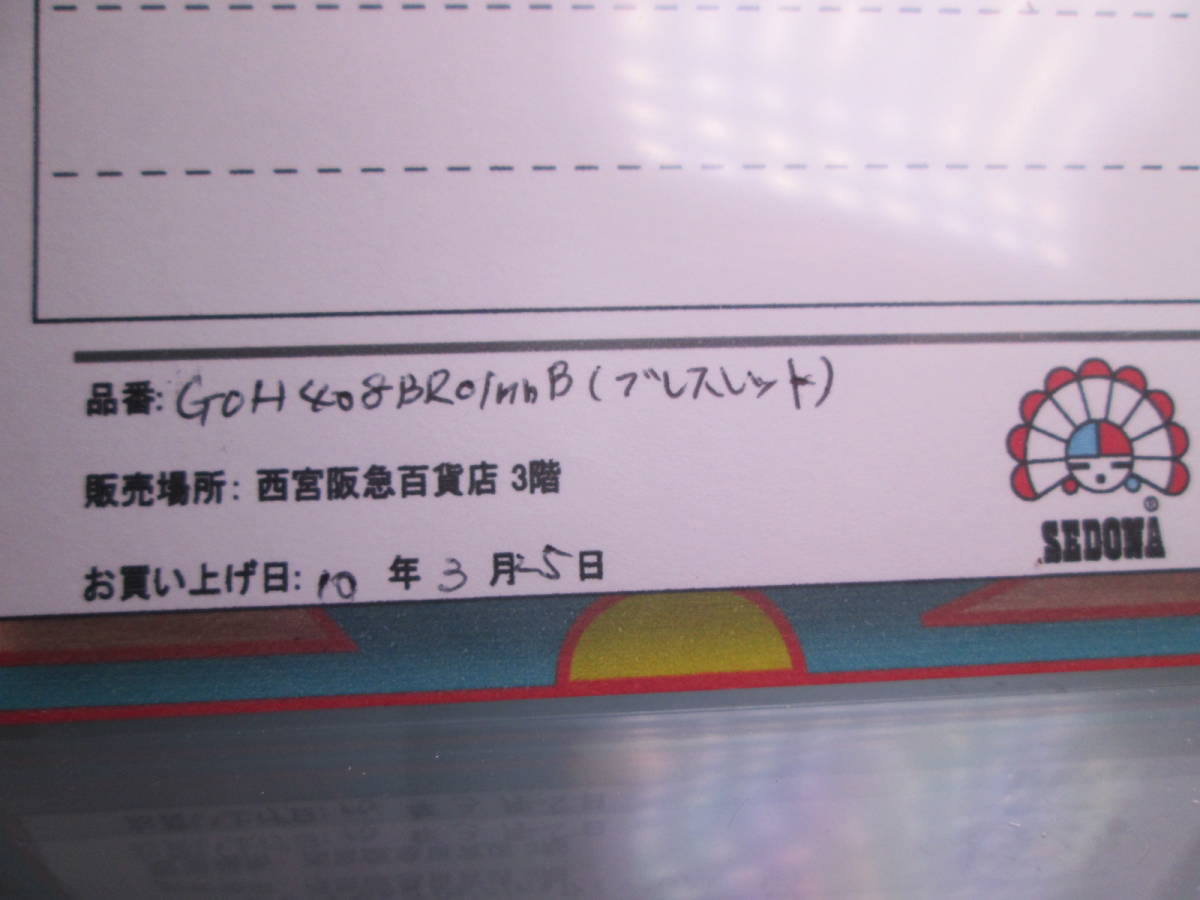 品番: GOH408BR01nnB(ブレスレット)
販売場所: 西宮阪急百貨店 3階
お買い上げ日: 10 年 3 月 25 日
SEDONA®